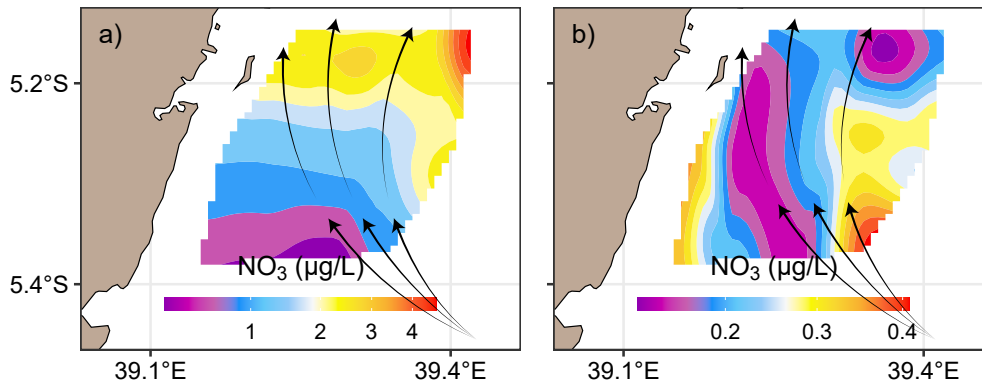 a)
b)
5.2°S
5.4°S
NO₃ (µg/L)
1 2 3 4
NO₃ (µg/L)
0.2 0.3 0.4
39.1°E 39.4°E
39.1°E 39.4°E